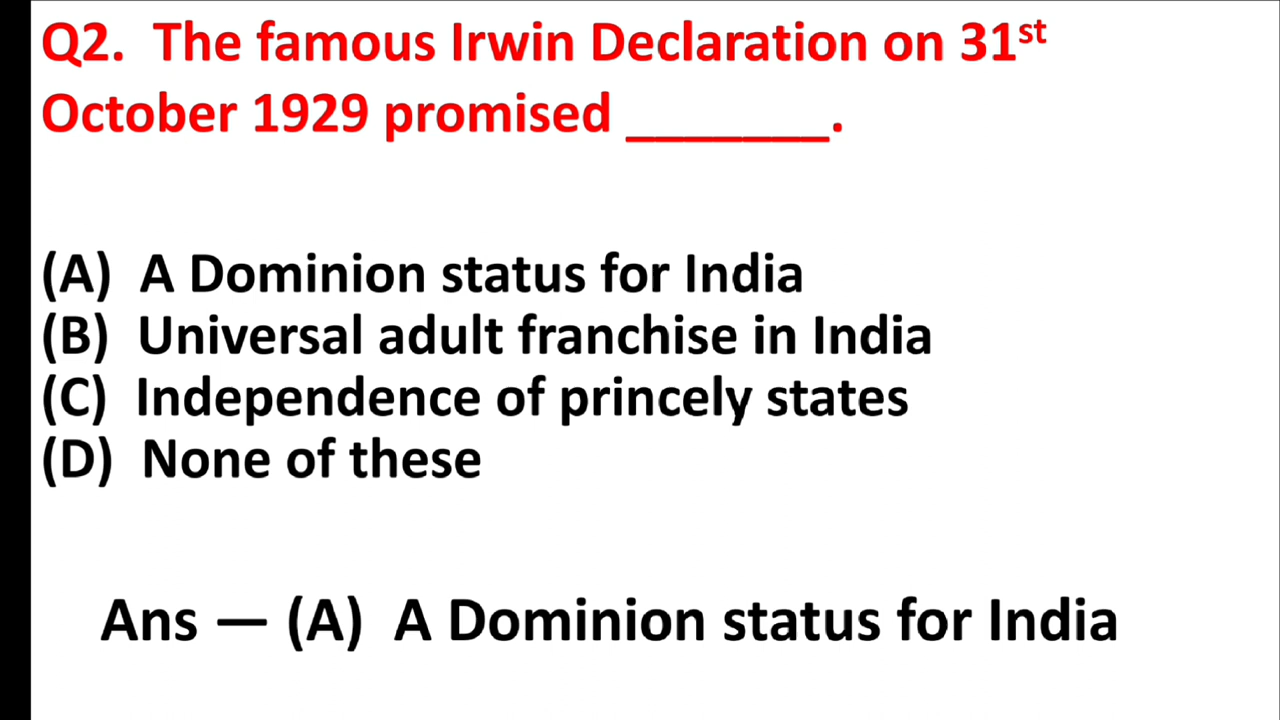 Q2. The famous Irwin Declaration on 31st
October 1929 promised _______.
(A) A Dominion status for India
(B) Universal adult franchise in India
(C) Independence of princely states
(D) None of these
Ans — (A) A Dominion status for India